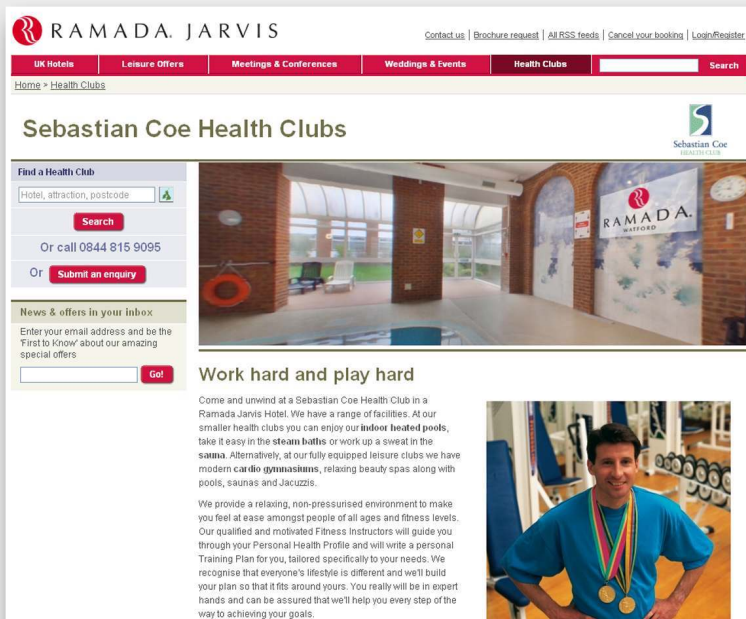 RAMADA. JARVIS
Contact us | Brochure request | All RSS feeds | Cancel your booking | Login/Register
UK Hotels
Leisure Offers
Meetings & Conferences
Weddings & Events
Health Clubs
Search
Home > Health Clubs
Sebastian Coe Health Clubs
Sebastian Coe
HEALTH CLUB
Find a Health Club
Hotel, attraction, postcode
Search
Or call 0844 815 9095
Or Submit an enquiry
News & offers in your inbox
Enter your email address and be the
'First to Know' about our amazing
special offers
Go!
RAMADA.
WATFORD
Work hard and play hard
Come and unwind at a Sebastian Coe Health Club in a
Ramada Jarvis Hotel. We have a range of facilities. At our
smaller health clubs you can enjoy our indoor heated pools,
take it easy in the steam baths or work up a sweat in the
sauna. Alternatively, at our fully equipped leisure clubs we have
modern cardio gymnasiums, relaxing beauty spas along with
pools, saunas and Jacuzzis.
We provide a relaxing, non-pressurised environment to make
you feel at ease amongst people of all ages and fitness levels.
Our qualified and motivated Fitness Instructors will guide you
through your Personal Health Profile and will write a personal
Training Plan for you, tailored specifically to your needs. We
recognise that everyone's lifestyle is different and we'll build
your plan so that it fits around yours. You really will be in expert
hands and can be assured that we'll help you every step of the
way to achieving your goals.